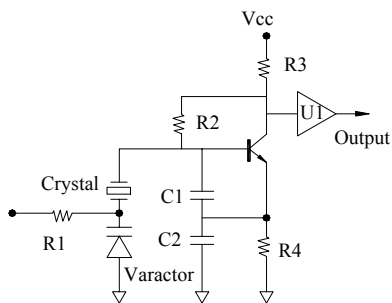 Vcc
R3
R2
U1
Output
Crystal
C1
R1
C2
R4
Varactor